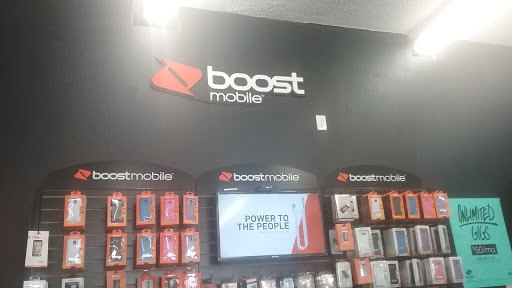 boost
mobile
boostmobile
boostmobile
boostmobile
POWER TO
THE PEOPLE
UNLIMITED
GIGS
$50/mo.